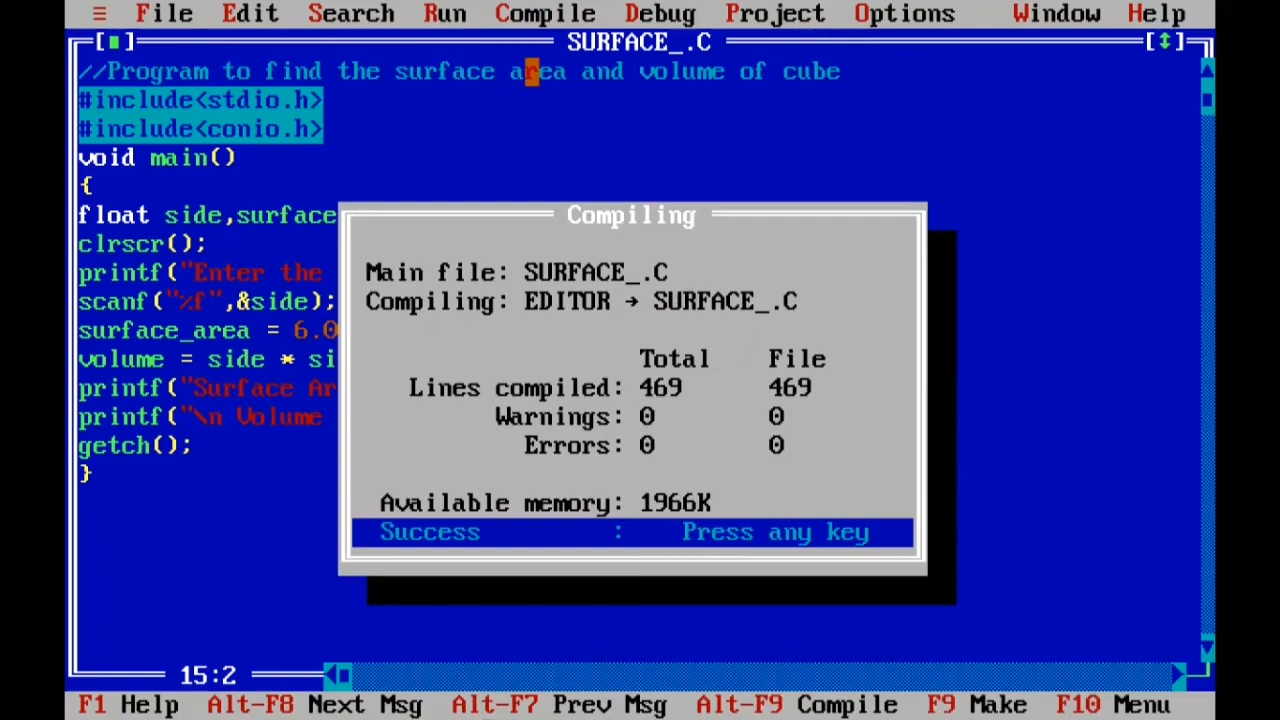 ≡ File Edit Search Run Compile Debug Project Options Window Help
SURFACE_.C
//Program to find the surface area and volume of cube
#include<stdio.h>
#include<conio.h>
void main()
{
float side,surface
clrscr();
printf("Enter the
scanf("%f",&side);
surface_area = 6.0
volume = side * si
printf("Surface Ar
printf("\n Volume
getch();
}
Compiling
Main file: SURFACE_.C
Compiling: EDITOR → SURFACE_.C
Total File
Lines compiled: 469 469
Warnings: 0 0
Errors: 0 0
Available memory: 1966K
Success : Press any key
15:2
F1 Help Alt-F8 Next Msg Alt-F7 Prev Msg Alt-F9 Compile F9 Make F10 Menu